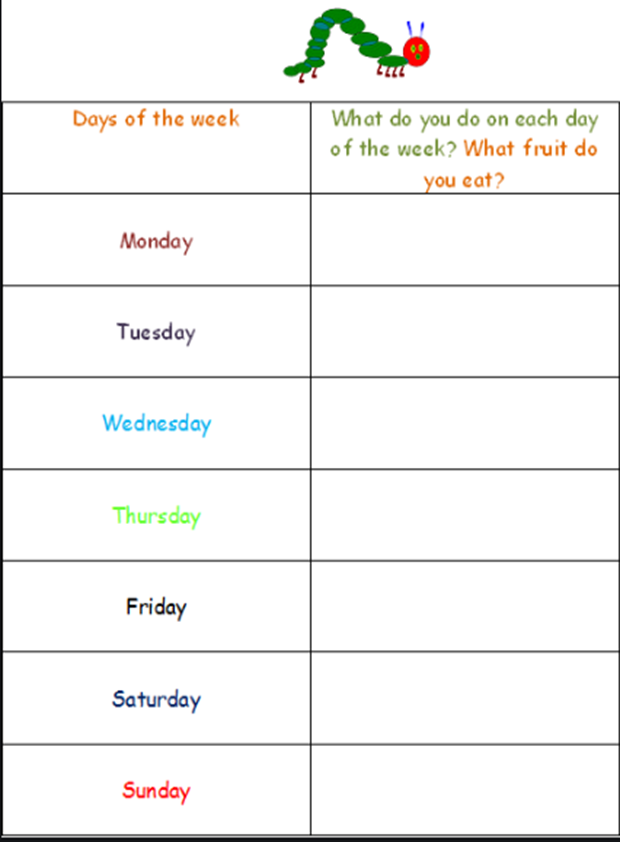 Days of the week
What do you do on each day
of the week? What fruit do
you eat?
Monday
Tuesday
Wednesday
Thursday
Friday
Saturday
Sunday